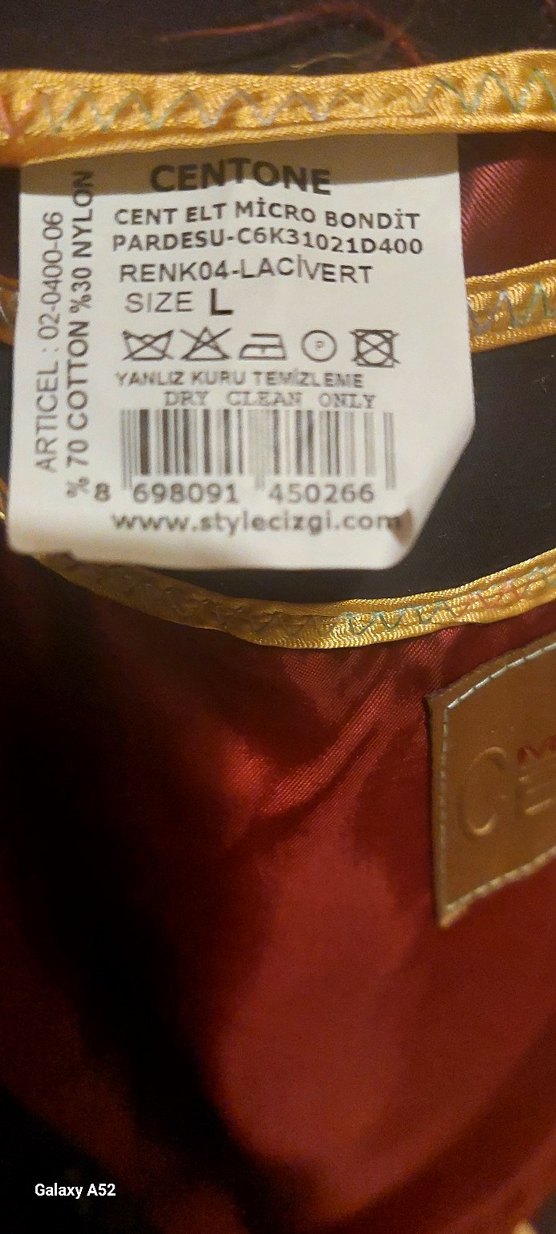 CENTONE
CENT ELT MİCRO BONDİT
PARDESU-C6K31021D400
RENK04-LACİVERT
SIZE L
P
YANLIZ KURU TEMİZLEME
DRY CLEAN ONLY
8 698091 450266
www.stylecizgi.com
ARTICEL : 02-0400-06
% 70 COTTON %30 NYLON
Galaxy A52